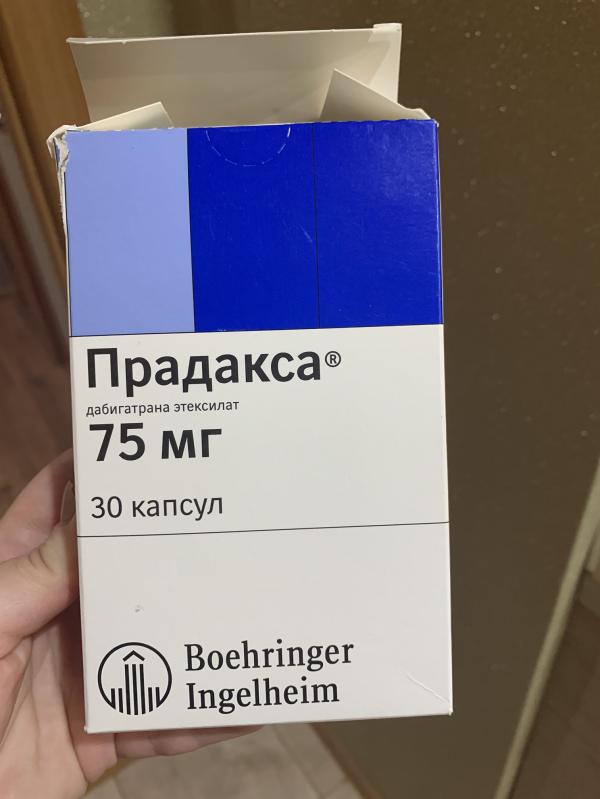 Прадакса®
дабигатрана этексилат
75 мг
30 капсул
Boehringer
Ingelheim